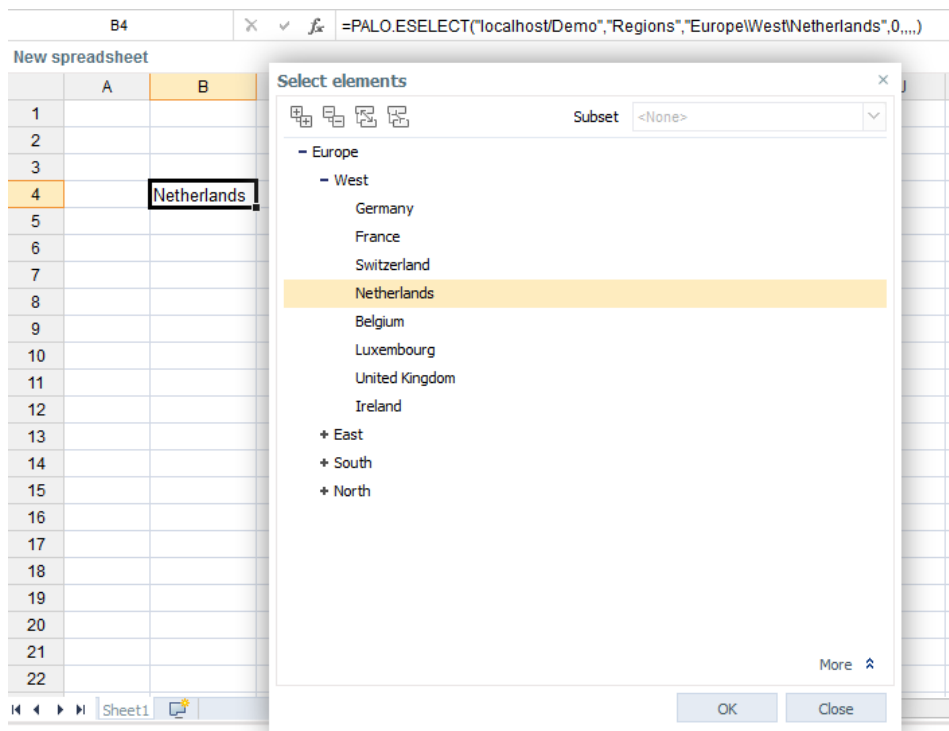 B4 =PALO.ESELECT("localhost/Demo","Regions","Europe\West\Netherlands",0,,,,)
New spreadsheet
Select elements
A B J
Subset <None>
1
2
3
4 Netherlands
5
6
7
8
9
10
11
12
13
14
15
16
17
18
19
20
21
22
Europe
West
Germany
France
Switzerland
Netherlands
Belgium
Luxembourg
United Kingdom
Ireland
East
South
North
More
OK Close
Sheet1